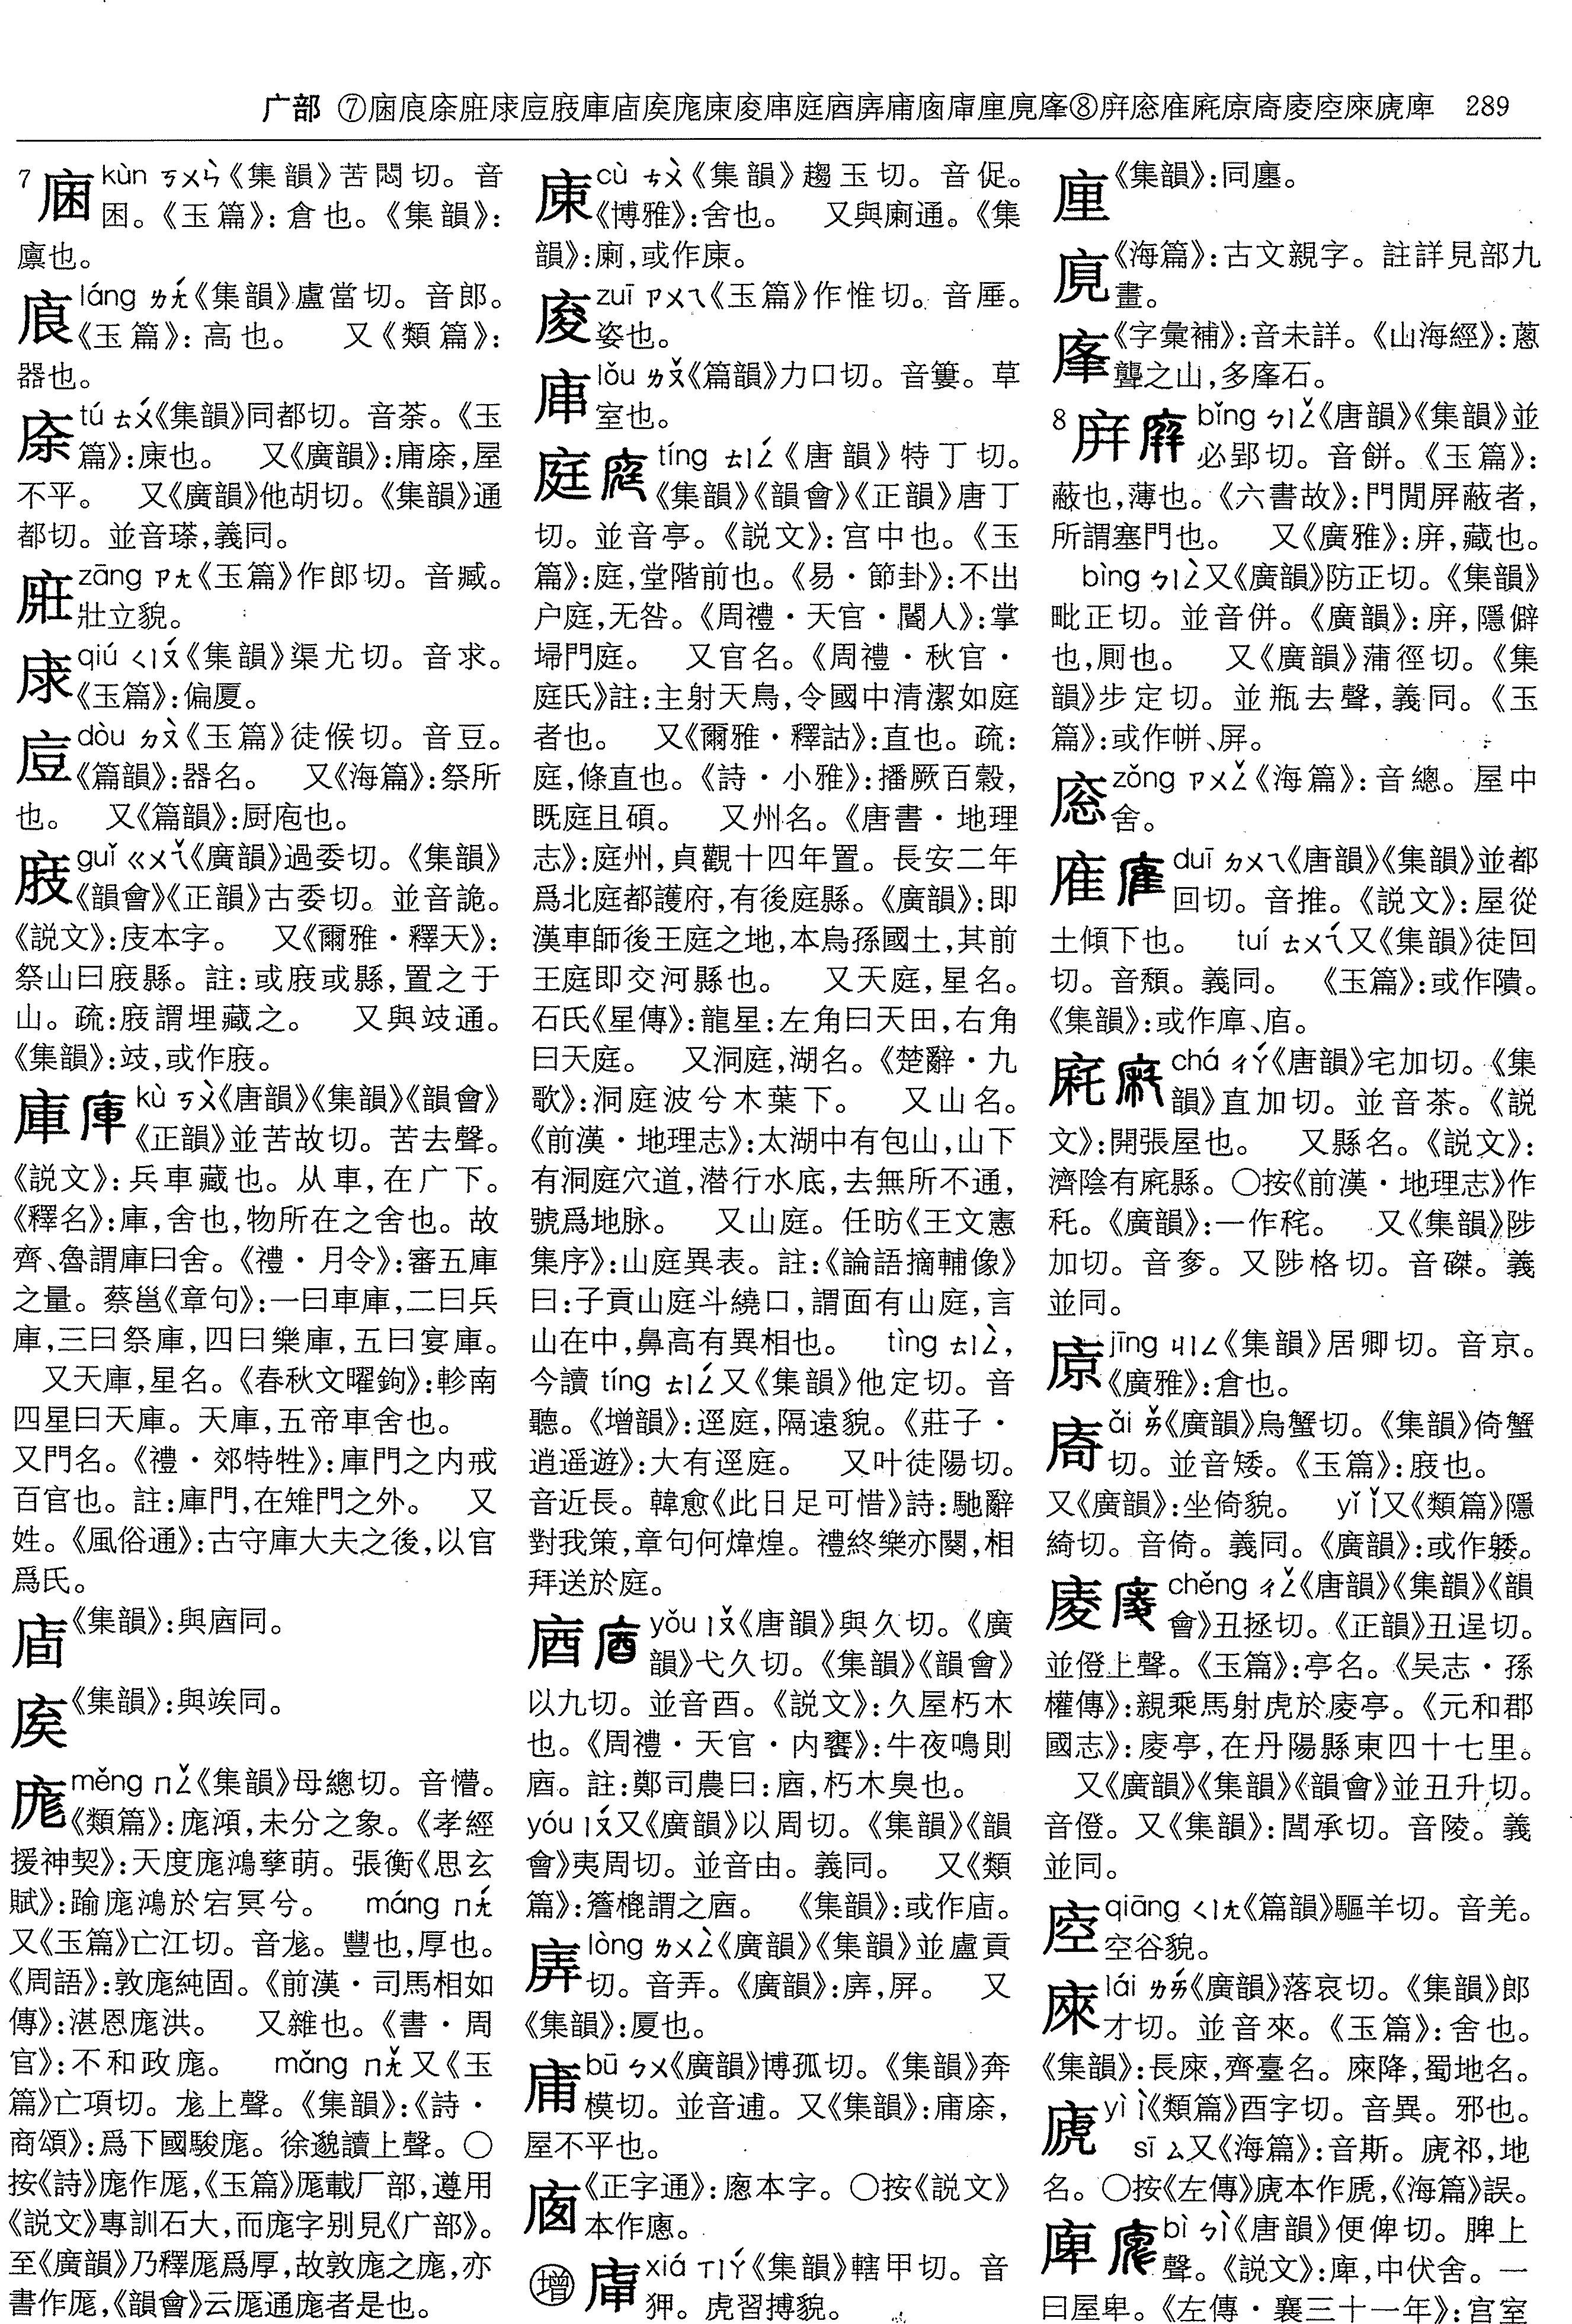 广部 ⑦㢙㢃庩㽵㡹䇺庪庫㢏㢊庬㢀㢖庘庭庮㢅庯㢎㢒㢆㢋㢔⑧庰㢔㢈庛㢋㢊庱㢘庲㢉庳 289
7 kùn ㄎㄨㄣˋ《集韻》苦悶切。音
困。《玉篇》:倉也。《集韻》:
廪也。
láng ㄌㄤˊ《集韻》盧當切。音郎。
《玉篇》:高也。 又《類篇》:
器也。
tú ㄊㄨˊ《集韻》同都切。音荼。《玉
篇》:庲也。 又《廣韻》:庯庩,屋
不平。 又《廣韻》他胡切。《集韻》通
都切。並音瑹,義同。
zāng ㄗㄤ《玉篇》作郎切。音臧。
壯立貌。
qiú ㄑㄧㄡˊ《集韻》渠尤切。音求。
《玉篇》:偏厦。
dòu ㄉㄡˋ《玉篇》徒候切。音豆。
《篇韻》:器名。 又《海篇》:祭所
也。 又《篇韻》:厨庖也。
庪 guǐ ㄍㄨㄟˇ《廣韻》過委切。《集韻》
《韻會》《正韻》古委切。並音詭。
《説文》:庋本字。 又《爾雅·釋天》:
祭山曰庪縣。註:或庪或縣,置之于
山。疏:庪謂埋藏之。 又與攱通。
《集韻》:攱,或作庪。
庫 kù ㄎㄨˋ《唐韻》《集韻》《韻會》
《正韻》並苦故切。苦去聲。
《説文》:兵車藏也。从車,在广下。
《釋名》:庫,舍也,物所在之舍也。故
齊、魯謂庫曰舍。《禮·月令》:審五庫
之量。蔡邕《章句》:一曰車庫,二曰兵
庫,三曰祭庫,四曰樂庫,五曰宴庫。
又天庫,星名。《春秋文曜鉤》:軫南
四星曰天庫。天庫,五帝車舍也。
又門名。《禮·郊特牲》:庫門之内戒
百官也。註:庫門,在雉門之外。 又
姓。《風俗通》:古守庫大夫之後,以官
爲氏。
《集韻》:與庮同。
《集韻》:與竢同。
庬 měng ㄇㄥˇ《集韻》母總切。音懵。
《類篇》:庬澒,未分之象。《孝經
援神契》:天度庬鴻孳萌。張衡《思玄
賦》:踰庬鴻於宕冥兮。 máng ㄇㄤˊ
又《玉篇》亡江切。音尨。豐也,厚也。
《周語》:敦庬純固。《前漢·司馬相如
傳》:湛恩庬洪。 又雜也。《書·周
官》:不和政庬。 mǎng ㄇㄤˇ又《玉
篇》亡項切。尨上聲。《集韻》:《詩·
商頌》:爲下國駿庬。徐邈讀上聲。〇
按《詩》庬作厖,《玉篇》厖載厂部,遵用
《説文》專訓石大,而庬字别見《广部》。
至《廣韻》乃釋厖爲厚,故敦庬之庬,亦
書作厖,《韻會》云厖通庬者是也。
cù ㄘㄨˋ《集韻》趨玉切。音促。
《博雅》:舍也。 又與廁通。《集
韻》:廁,或作㡽。
zuī ㄗㄨㄟ《玉篇》作惟切。音厜。
姿也。
lǒu ㄌㄡˇ《篇韻》力口切。音簍。草
室也。
庭 tíng ㄊㄧㄥˊ《唐韻》特丁切。
《集韻》《韻會》《正韻》唐丁
切。並音亭。《説文》:宫中也。《玉
篇》:庭,堂階前也。《易·節卦》:不出
户庭,无咎。《周禮·天官·閽人》:掌
埽門庭。 又官名。《周禮·秋官·
庭氏》註:主射夭鳥,令國中清潔如庭
者也。 又《爾雅·釋詁》:直也。疏:
庭,條直也。《詩·小雅》:播厥百穀,
既庭且碩。 又州名。《唐書·地理
志》:庭州,貞觀十四年置。長安二年
爲北庭都護府,有後庭縣。《廣韻》:即
漢車師後王庭之地,本烏孫國土,其前
王庭即交河縣也。 又天庭,星名。
石氏《星傳》:龍星:左角曰天田,右角
曰天庭。 又洞庭,湖名。《楚辭·九
歌》:洞庭波兮木葉下。 又山名。
《前漢·地理志》:太湖中有包山,山下
有洞庭穴道,潛行水底,去無所不通,
號爲地脉。 又山庭。任昉《王文憲
集序》:山庭異表。註:《論語摘輔像》
曰:子貢山庭斗繞口,謂面有山庭,言
山在中,鼻高有異相也。 tìng ㄊㄧㄥˋ,
今讀 tíng ㄊㄧㄥˊ又《集韻》他定切。音
聽。《增韻》:逕庭,隔遠貌。《莊子·
逍遥遊》:大有逕庭。 又叶徒陽切。
音近長。韓愈《此日足可惜》詩:馳辭
對我策,章句何煒煌。禮終樂亦闋,相
拜送於庭。
庮 yǒu ㄧㄡˇ《唐韻》與久切。《廣
韻》弋久切。《集韻》《韻會》
以九切。並音酉。《説文》:久屋朽木
也。《周禮·天官·内饔》:牛夜鳴則
庮。註:鄭司農曰:庮,朽木臭也。
yóu ㄧㄡˊ又《廣韻》以周切。《集韻》《韻
會》夷周切。並音由。義同。 又《類
篇》:簷櫋謂之庮。 《集韻》:或作㢏。
lòng ㄌㄨㄥˋ《廣韻》《集韻》並盧貢
切。音弄。《廣韻》:㢅,屏。 又
《集韻》:厦也。
庯 bū ㄅㄨ《廣韻》博孤切。《集韻》奔
模切。並音逋。又《集韻》:庯庩,
屋不平也。
《正字通》:廒本字。〇按《説文》
本作廒。
㊞ xiá ㄒㄧㄚˊ《集韻》轄甲切。音
狎。虎習搏貌。
《集韻》:同廛。
《海篇》:古文親字。註詳見部九
畫。
《字彙補》:音未詳。《山海經》:蔥
聾之山,多㢔石。
8 庰 bǐng ㄅㄧㄥˇ《唐韻》《集韻》並
必郢切。音餅。《玉篇》:
蔽也,薄也。《六書故》:門閒屏蔽者,
所謂塞門也。 又《廣雅》:庰,藏也。
bìng ㄅㄧㄥˋ又《廣韻》防正切。《集韻》
毗正切。並音併。《廣韻》:庰,隱僻
也,厠也。 又《廣韻》蒲徑切。《集
韻》步定切。並瓶去聲,義同。《玉
篇》:或作帡、屏。
zǒng ㄗㄨㄥˇ《海篇》:音總。屋中
舍。
duī ㄉㄨㄟ《唐韻》《集韻》並都
回切。音推。《説文》:屋從
上傾下也。 tuí ㄊㄨㄟˊ又《集韻》徒回
切。音頽。義同。 《玉篇》:或作隤。
《集韻》:或作㢂、㢑。
chá ㄔㄚˊ《唐韻》宅加切。《集
韻》直加切。並音茶。《説
文》:開張屋也。 又縣名。《説文》:
濟陰有庛縣。〇按《前漢·地理志》作
秅。《廣韻》:一作秺。 又《集韻》陟
加切。音奓。又陟格切。音磔。義
並同。
jīng ㄐㄧㄥ《集韻》居卿切。音京。
《廣雅》:倉也。
ǎi ㄞˇ《廣韻》烏蟹切。《集韻》倚蟹
切。並音矮。《玉篇》:庪也。
又《廣韻》:坐倚貌。 yǐ ㄧˇ又《類篇》隱
綺切。音倚。義同。《廣韻》:或作躷。
庱 chěng ㄔㄥˇ《唐韻》《集韻》《韻
會》丑拯切。《正韻》丑逞切。
並僜上聲。《玉篇》:亭名。《吴志·孫
權傳》:親乘馬射虎於庱亭。《元和郡
國志》:庱亭,在丹陽縣東四十七里。
又《廣韻》《集韻》《韻會》並丑升切。
音僜。又《集韻》:閭承切。音陵。義
並同。
qiāng ㄑㄧㄤ《篇韻》驅羊切。音羌。
空谷貌。
庲 lái ㄌㄞˊ《廣韻》落哀切。《集韻》郎
才切。並音來。《玉篇》:舍也。
《集韻》:長庲,齊臺名。庲降,蜀地名。
yì ㄧˋ《類篇》酉字切。音異。邪也。
sī ㄙ又《海篇》:音斯。㡾祁,地
名。〇按《左傳》㡾本作虒,《海篇》誤。
庳 bì ㄅㄧˋ《唐韻》便俾切。脾上
聲。《説文》:庳,中伏舍。一
曰屋卑。《左傳·襄三十一年》:宫室